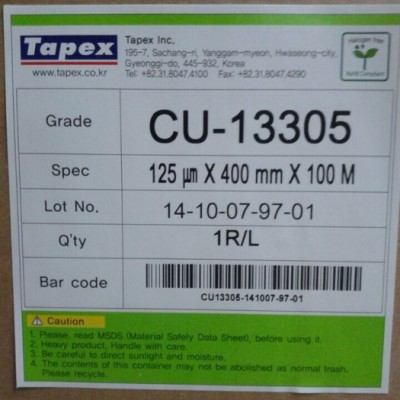 Tapex
www.tapex.co.kr
Tapex Inc.
195-7, Sachang-ri, Yanggam-myeon, Hwaseong-city,
Gyeonggi-do, 445-932, Korea
Tel: +82.31.8047.4100 Fax: +82.31.8047.4290
Halogen Free
RoHS Compliant
Grade CU-13305
Spec 125 μm X 400 mm X 100 M
Lot No. 14-10-07-97-01
Q'ty 1R/L
Bar code
CU13305-141007-97-01
Caution
1. Please, read MSDS (Material Safety Data Sheet), before using it.
2. Heavy product, Handle with care.
3. Be careful to direct sunlight and moisture.
4. The contents of this container may not be abolished as normal trash.
Please recycle.